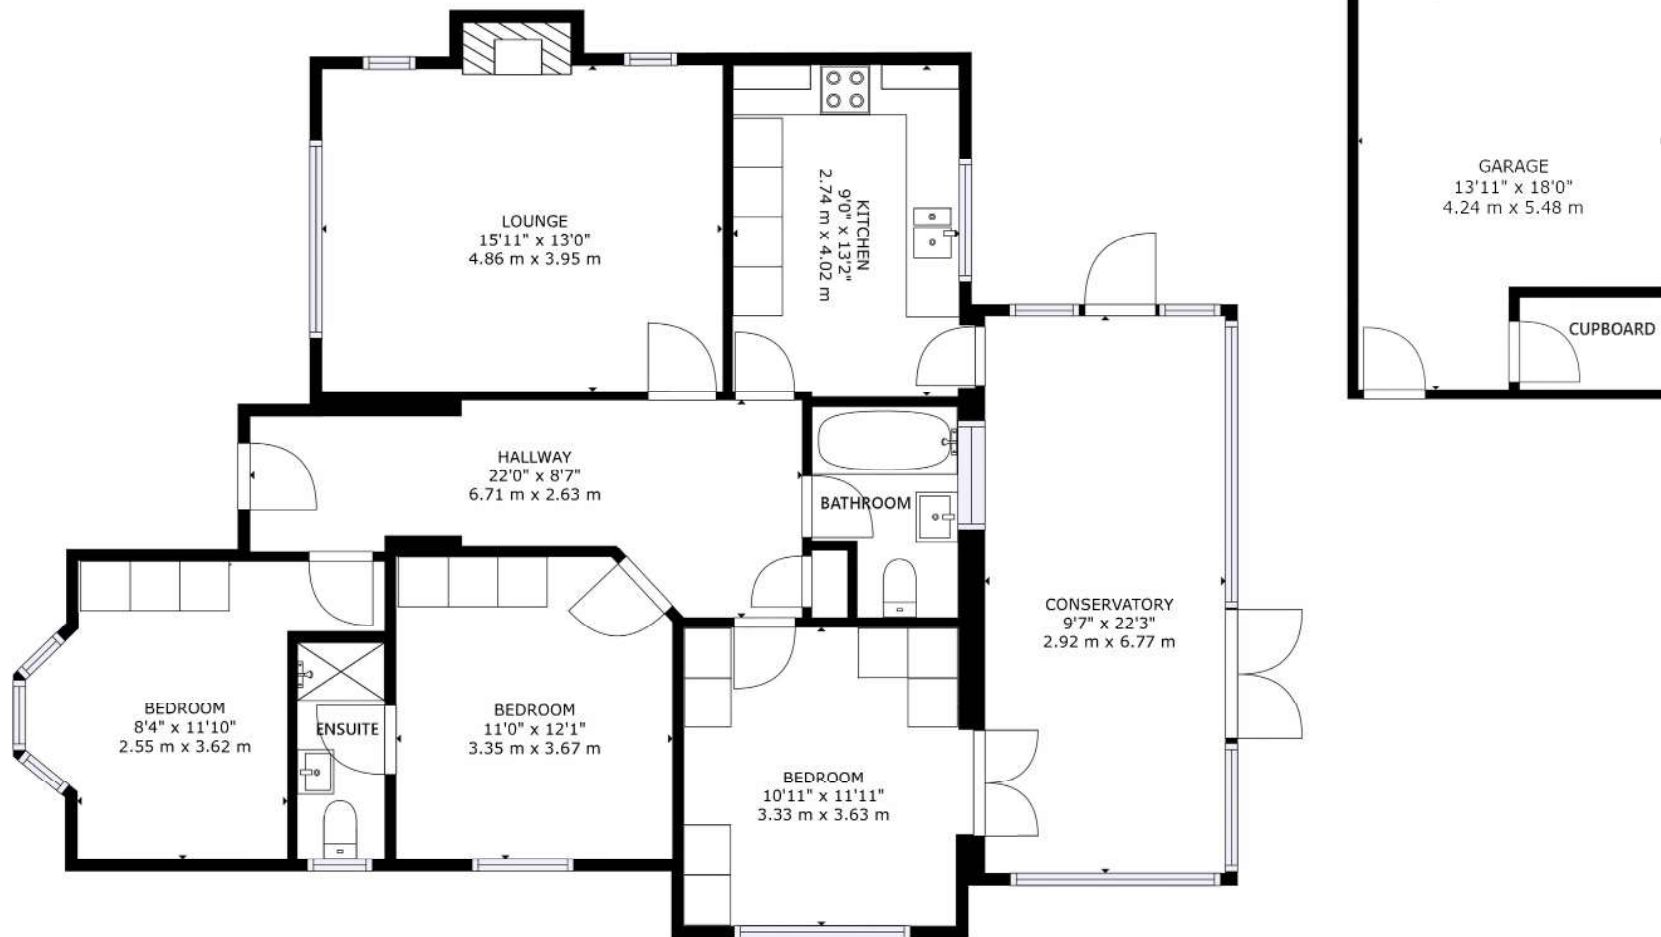 LOUNGE
15'11" x 13'0"
4.86 m x 3.95 m
KITCHEN
9'0" x 13'2"
2.74 m x 4.02 m
GARAGE
13'11" x 18'0"
4.24 m x 5.48 m
CUPBOARD
HALLWAY
22'0" x 8'7"
6.71 m x 2.63 m
BATHROOM
CONSERVATORY
9'7" x 22'3"
2.92 m x 6.77 m
BEDROOM
8'4" x 11'10"
2.55 m x 3.62 m
ENSUITE
BEDROOM
11'0" x 12'1"
3.35 m x 3.67 m
BEDROOM
10'11" x 11'11"
3.33 m x 3.63 m